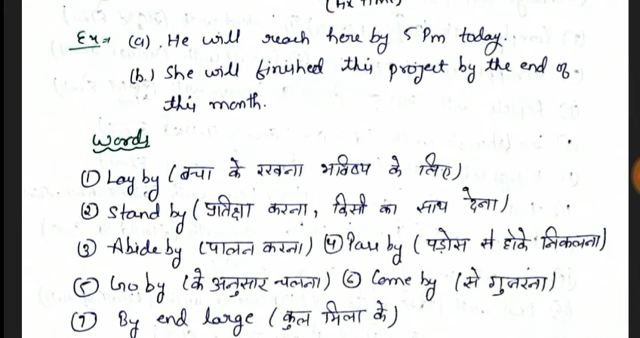 (fix time)
Ex⇒ (a). He will reach here by 5 Pm today.
(b.) She will finished this project by the end of
this month.
Words
① Lay by (बचा के रखना भविष्य के लिए)
② Stand by (प्रतिक्षा करना, किसी का साथ देना)
③ Abide by (पालन करना) ④ Pass by (पड़ोस से होके निकलना)
⑤ Go by (के अनुसार चलना) ⑥ Come by (से गुजरना)
⑦ By end large (कुल मिला के)